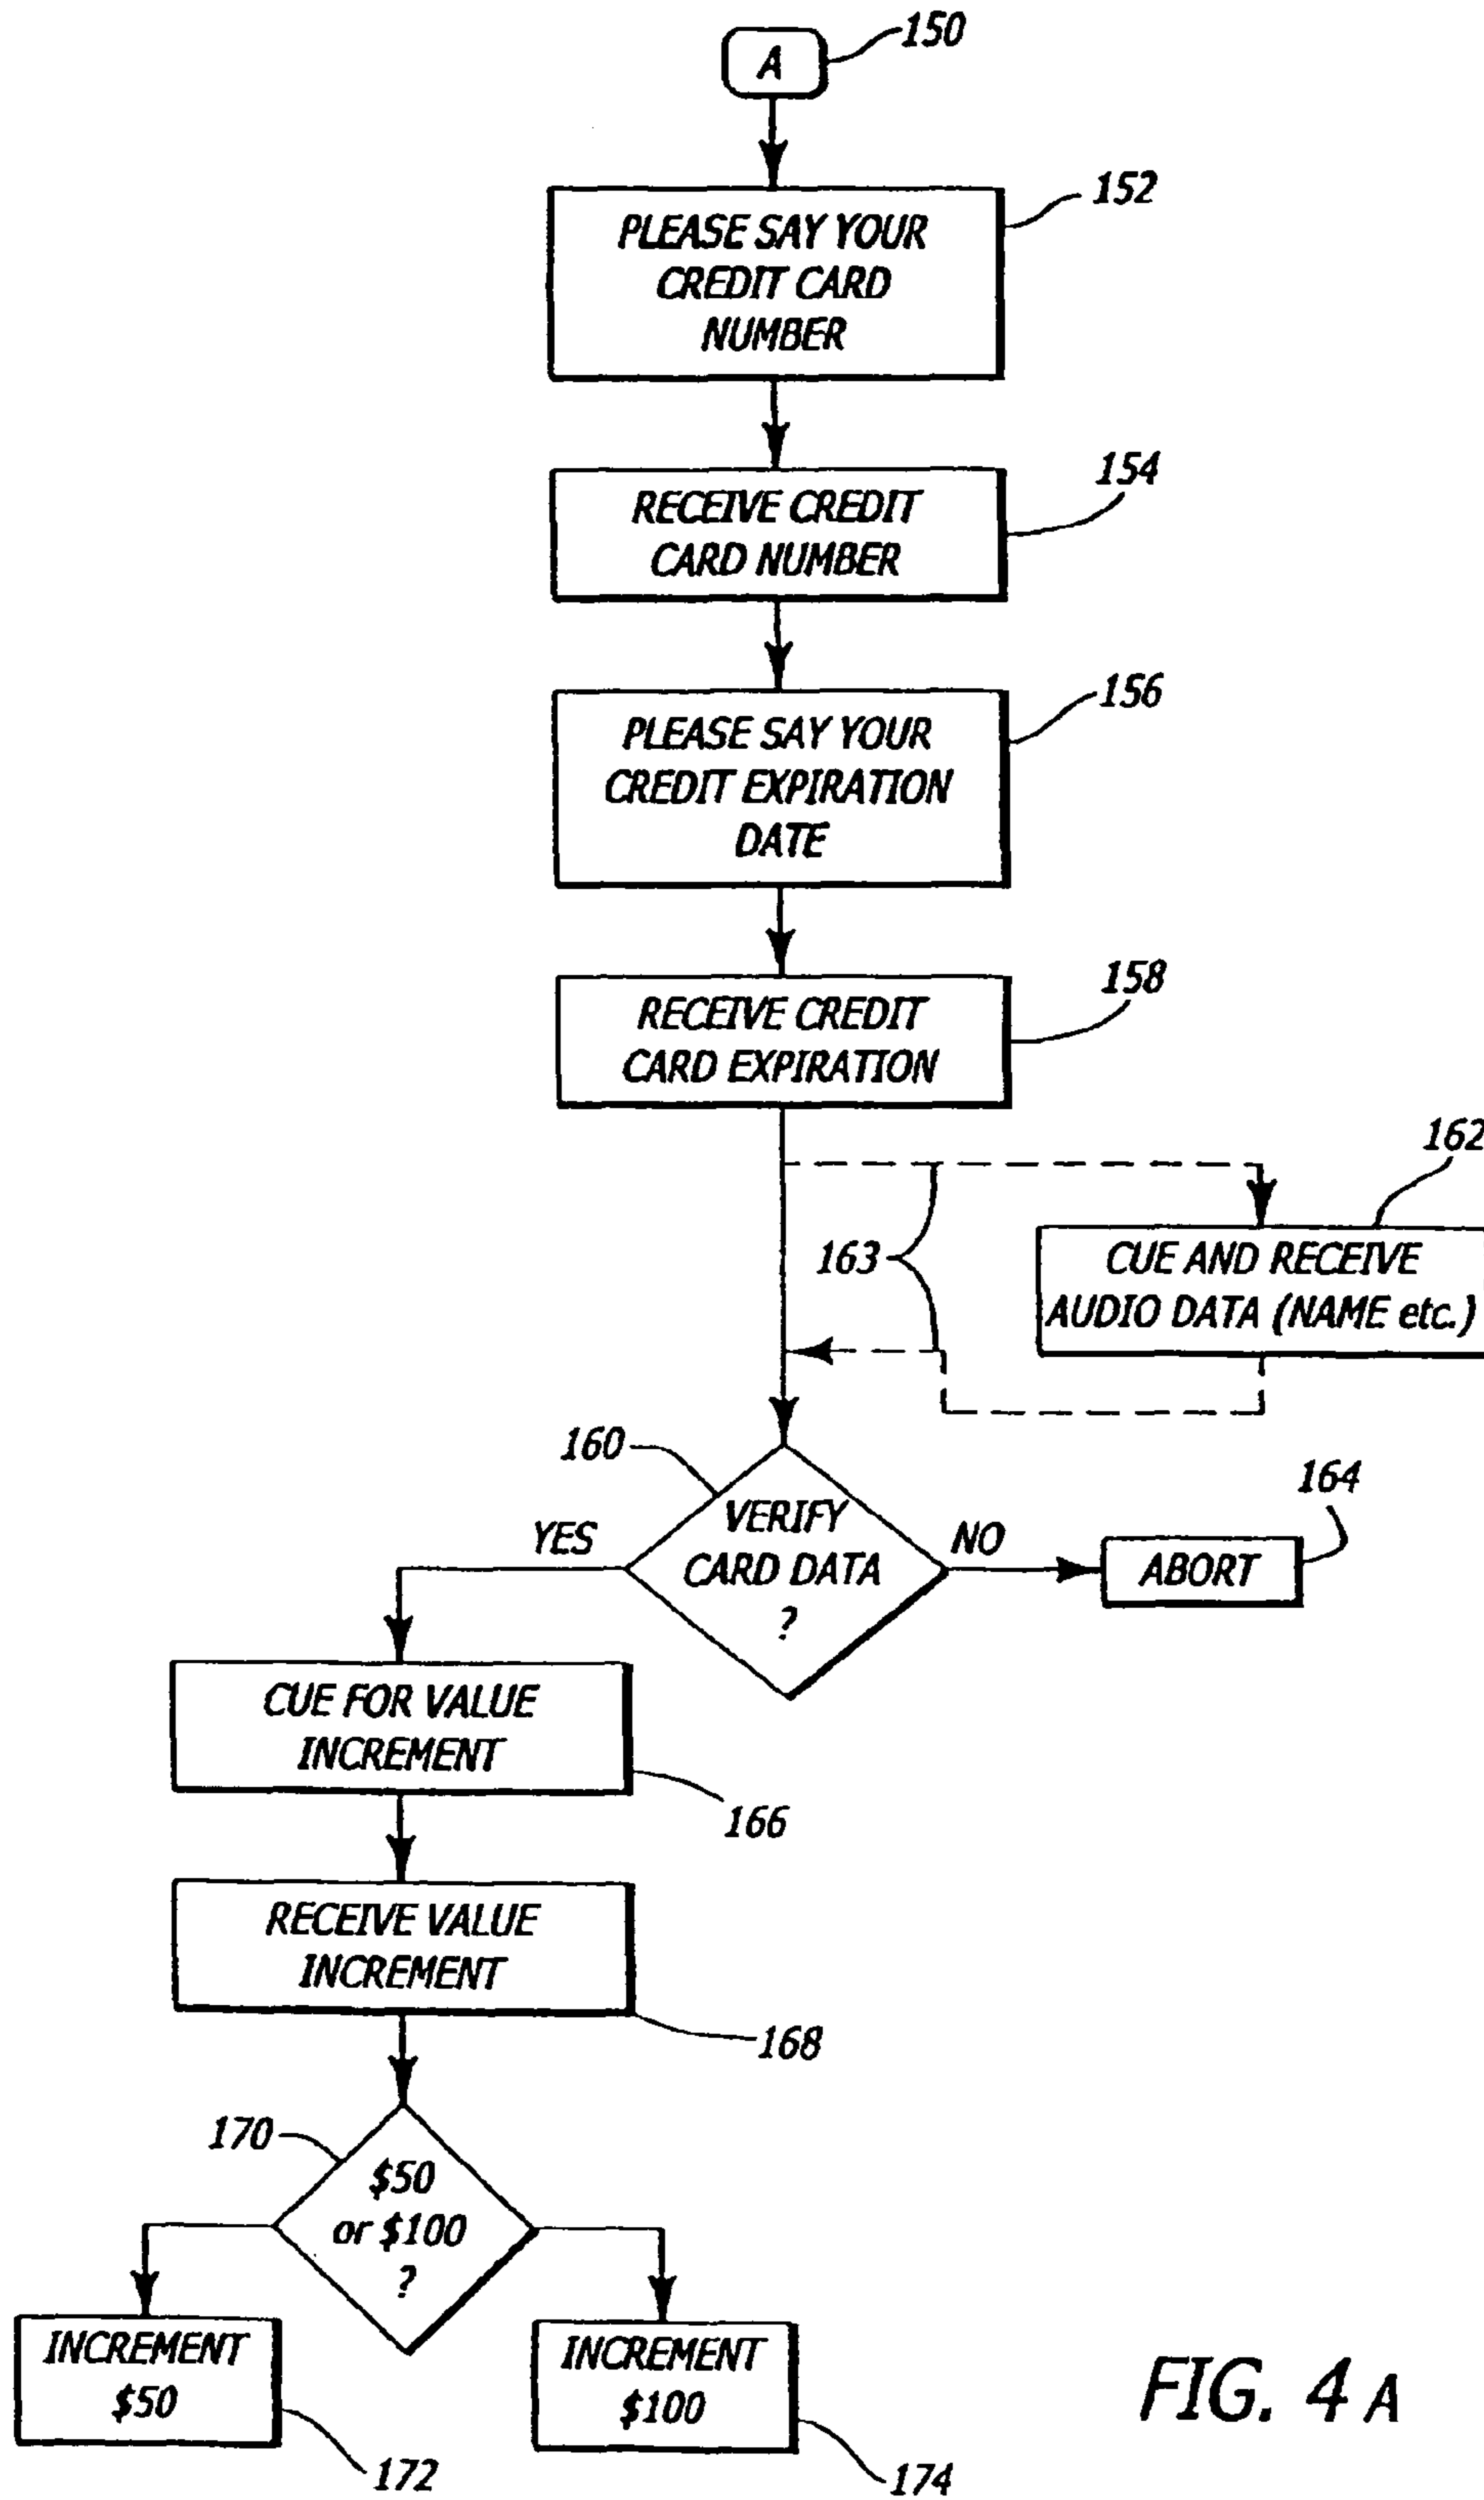 150
A
152
PLEASE SAY YOUR
CREDIT CARD
NUMBER
154
RECEIVE CREDIT
CARD NUMBER
156
PLEASE SAY YOUR
CREDIT EXPIRATION
DATE
158
RECEIVE CREDIT
CARD EXPIRATION
162
163
CUE AND RECEIVE
AUDIO DATA (NAME etc.)
160
VERIFY
CARD DATA
?
YES
NO
164
ABORT
CUE FOR VALUE
INCREMENT
166
RECEIVE VALUE
INCREMENT
168
170
$50
or $100
?
INCREMENT
$50
172
INCREMENT
$100
174
FIG. 4A